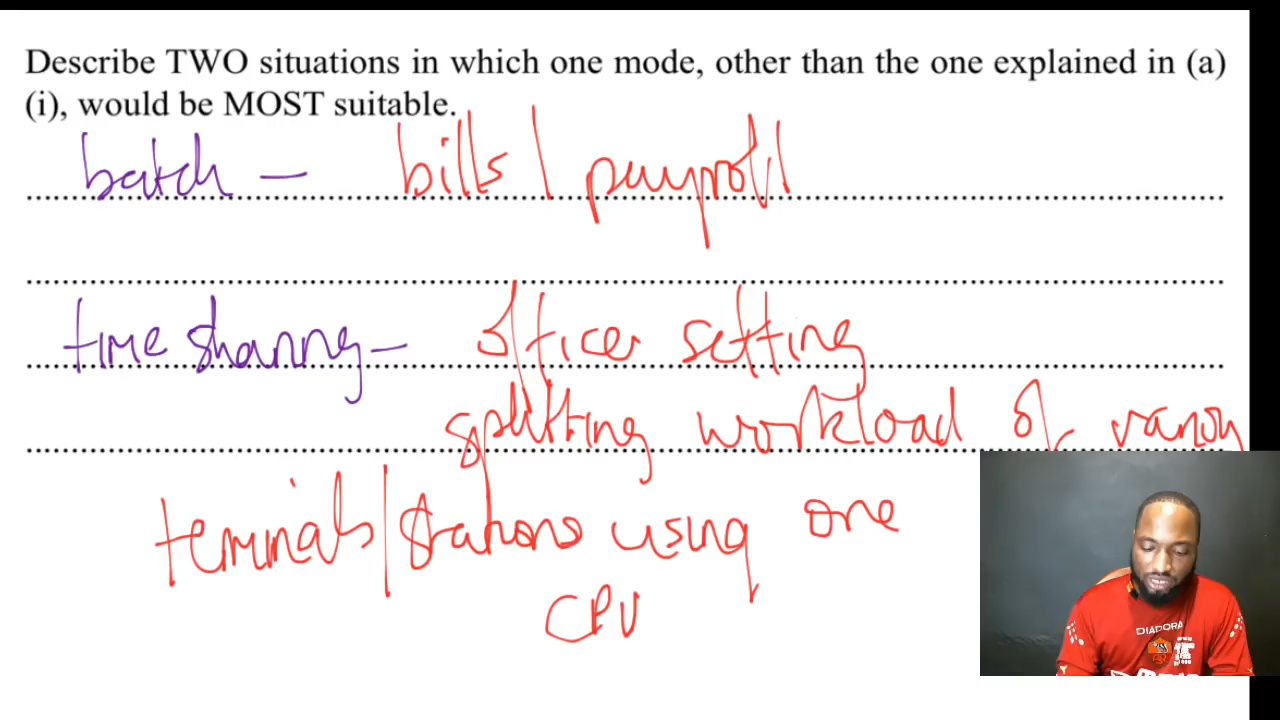 Describe TWO situations in which one mode, other than the one explained in (a)
(i), would be MOST suitable.
batch - bills / payroll
time sharing - officer setting
splitting workload of various
terminals/stations using one
CPU
DIADORA